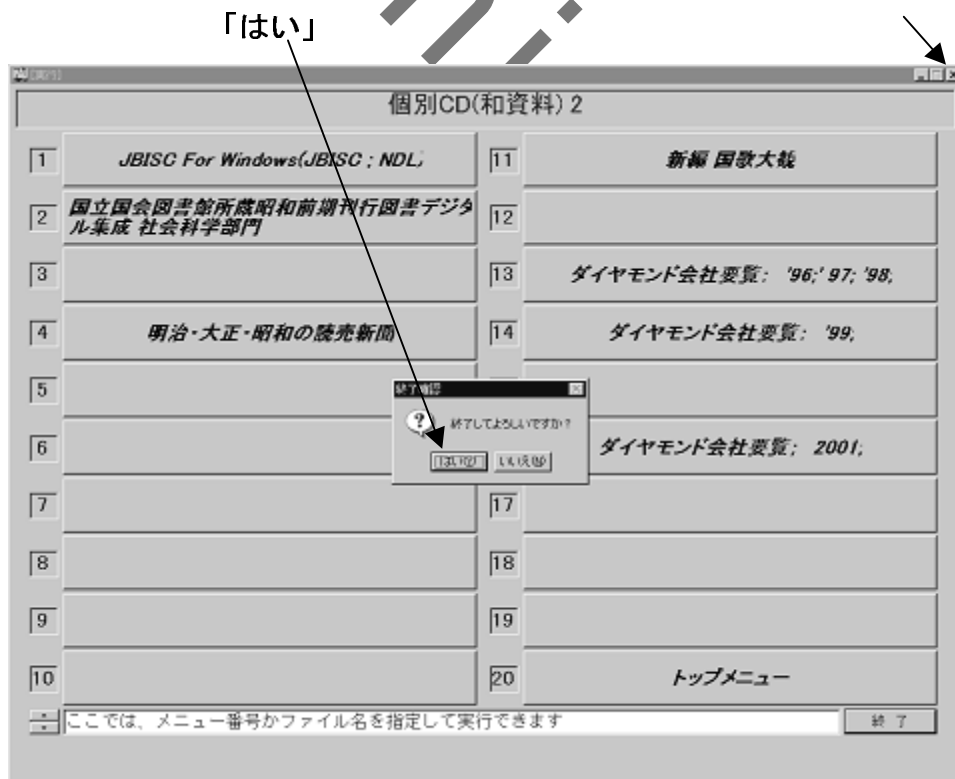 「はい」
[実行]
個別CD(和資料) 2
1 JBISC For Windows(JBISC ; NDL;
2 国立国会図書館所蔵昭和前期刊行図書デジタ
ル集成 社会科学部門
3
4 明治・大正・昭和の読売新聞
5
6
7
8
9
10
11 新編 国歌大観
12
13 ダイヤモンド会社要覧: '96;'97; '98;
14 ダイヤモンド会社要覧: '99;
ダイヤモンド会社要覧; 2001;
17
18
19
20 トップメニュー
終了確認
終了してよろしいですか?
はい(Y) いいえ(N)
ここでは、メニュー番号かファイル名を指定して実行できます
終 了